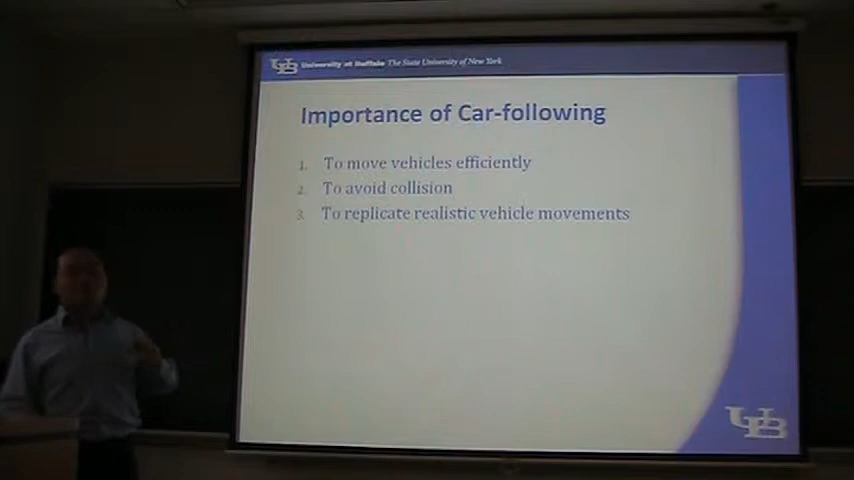 UB University at Buffalo The State University of New York
Importance of Car-following
1. To move vehicles efficiently
2. To avoid collision
3. To replicate realistic vehicle movements
UB